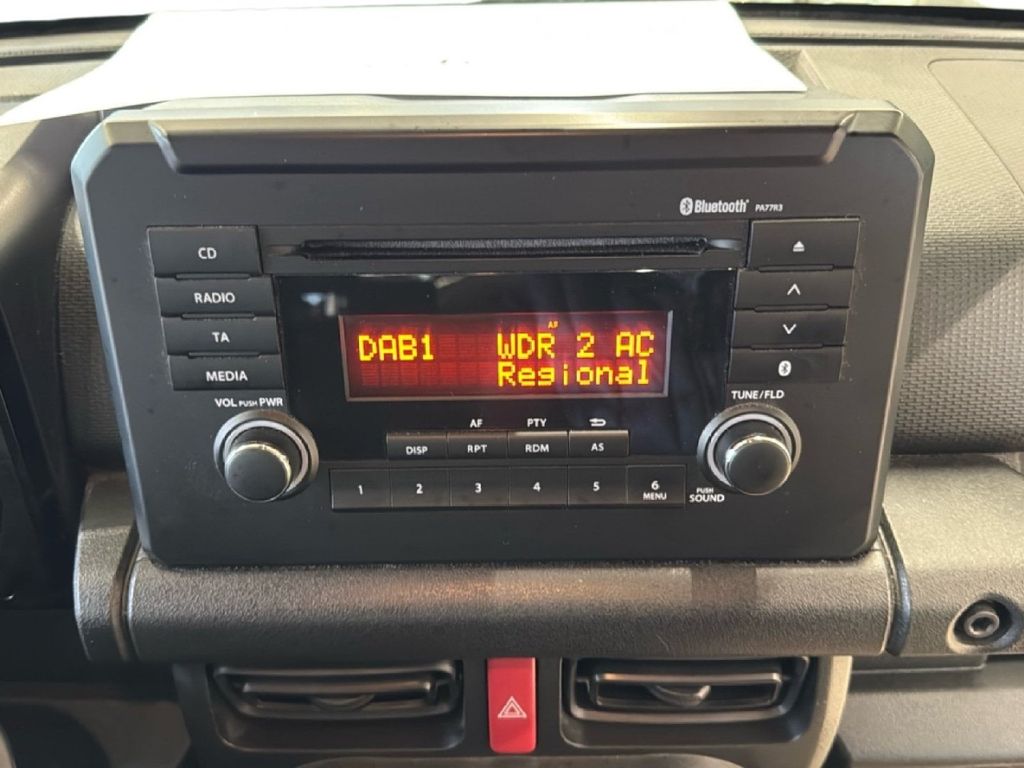 Bluetooth® PA77R3
CD
RADIO
TA
MEDIA
AF
DAB1 WDR 2 AC
Regional
VOL PUSH PWR
TUNE/FLD
AF PTY
DISP RPT RDM AS
1 2 3 4 5 6
MENU
PUSH
SOUND